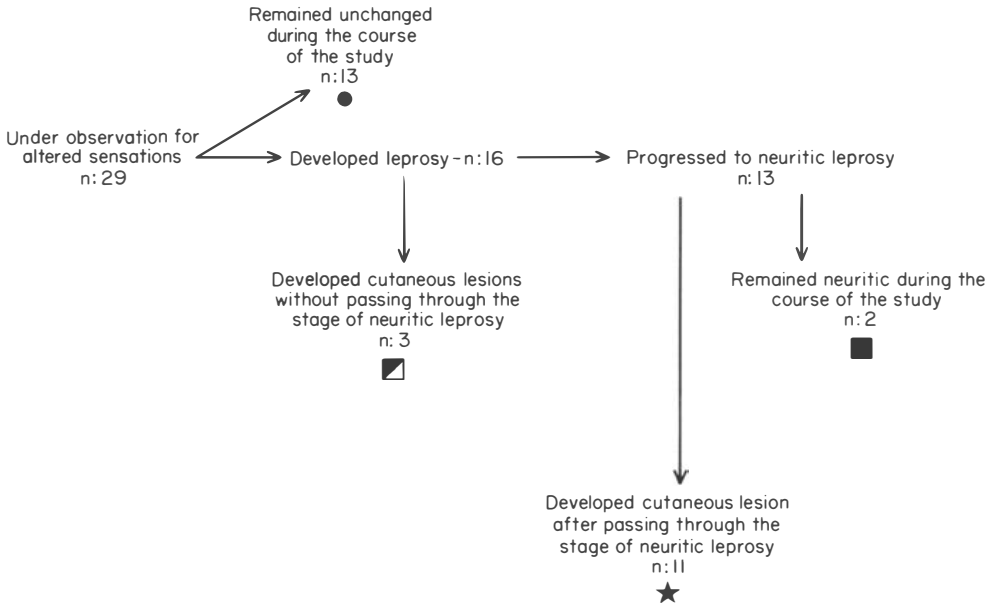 Remained unchanged
during the course
of the study
n:13
Under observation for
altered sensations
n:29
Developed leprosy-n:16
Progressed to neuritic leprosy
n:13
Developed cutaneous lesions
without passing through the
stage of neuritic leprosy
n: 3
Remained neuritic during the
course of the study
n:2
Developed cutaneous lesion
after passing through the
stage of neuritic leprosy
n:11